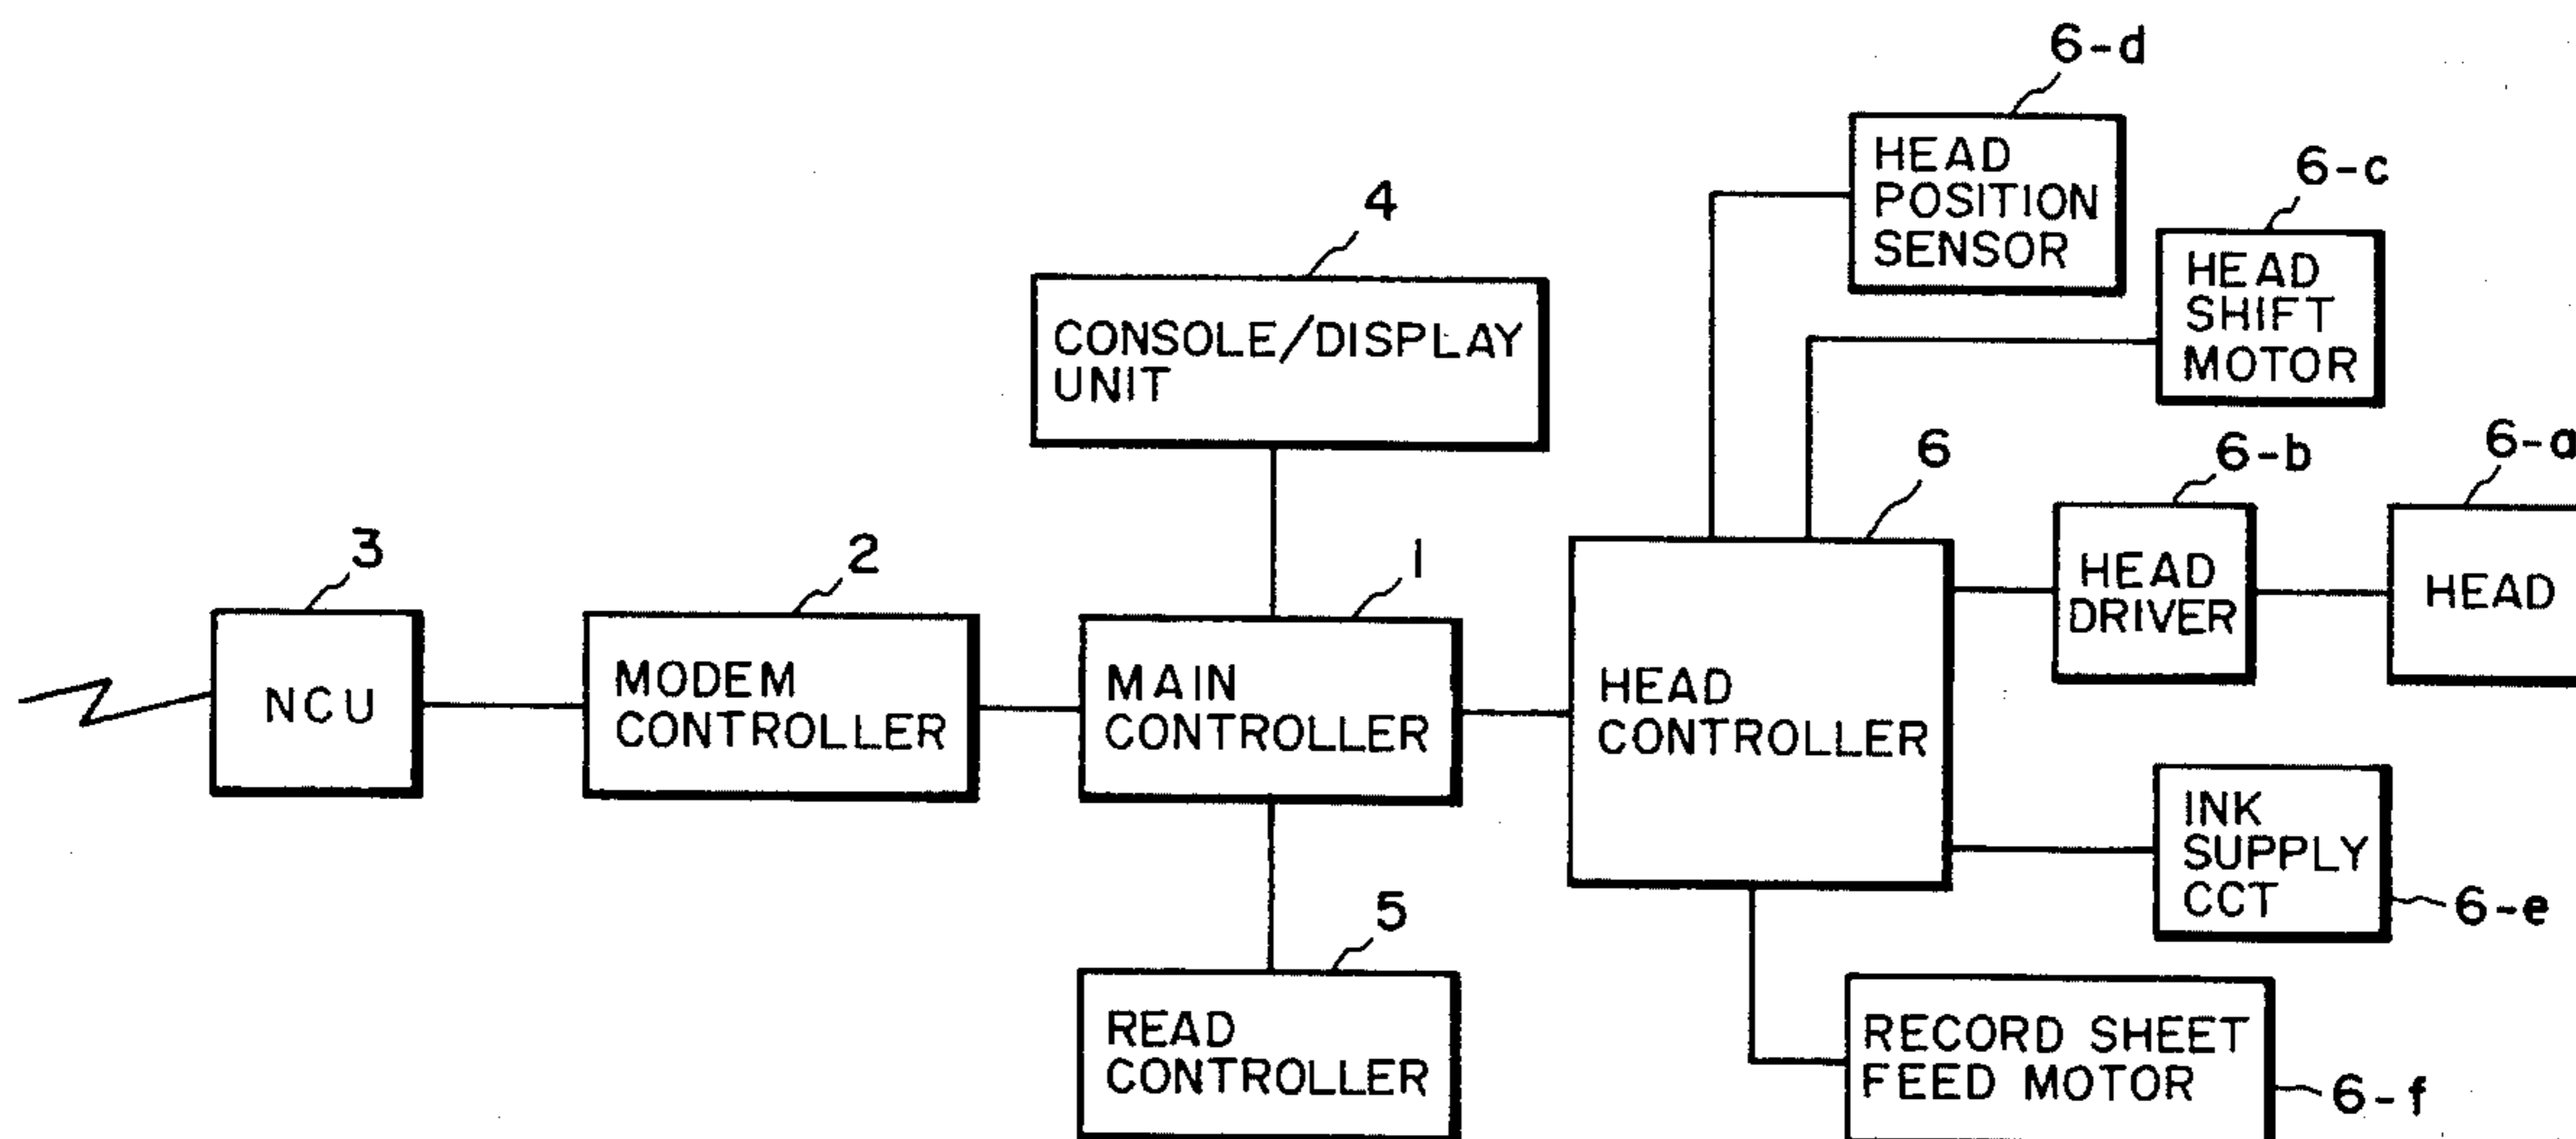 6-d
HEAD
POSITION
SENSOR
6-c
HEAD
SHIFT
MOTOR
4
CONSOLE/DISPLAY
UNIT
6
6-b
6-a
HEAD
DRIVER
HEAD
3
NCU
2
MODEM
CONTROLLER
1
MAIN
CONTROLLER
HEAD
CONTROLLER
INK
SUPPLY
CCT
6-e
5
READ
CONTROLLER
RECORD SHEET
FEED MOTOR
6-f